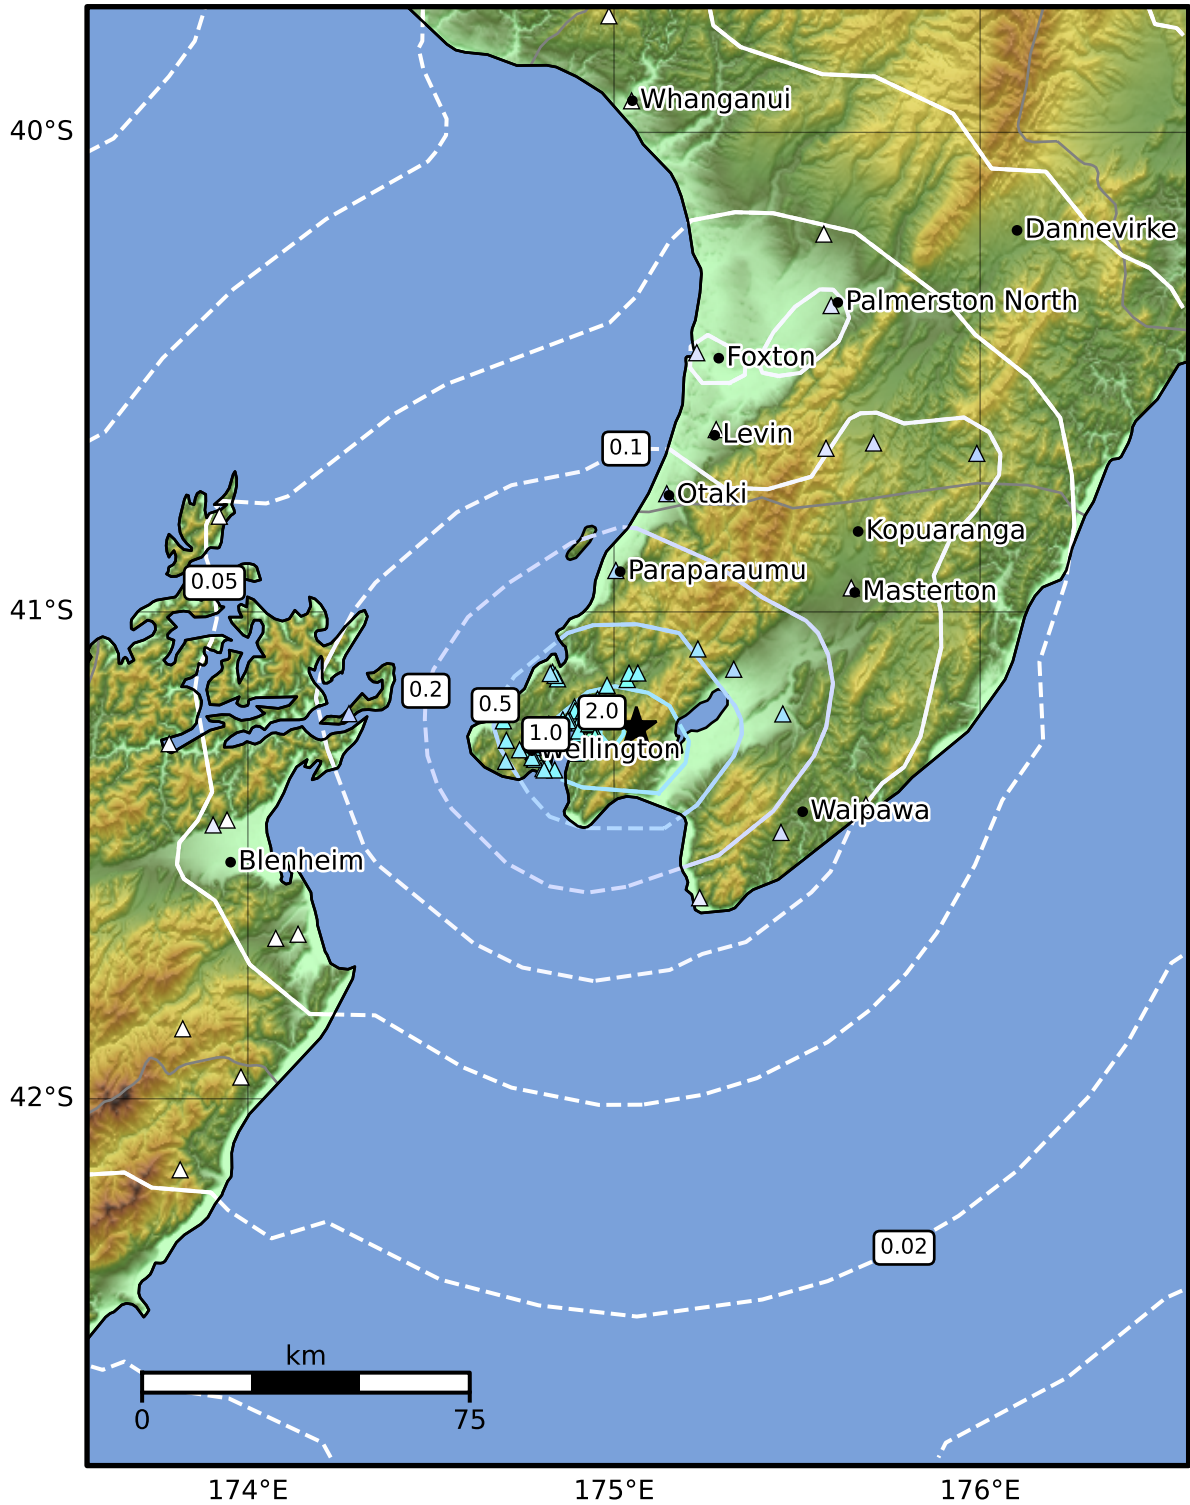 Whanganui
40°S
Dannevirke
Palmerston North
Foxton
Levin
0.1
Otaki
Kopuaranga
Paraparaumu
0.05
Masterton
41°S
0.2
0.5
2.0
1.0
Wellington
Waipawa
Blenheim
42°S
0.02
km
0
75
174°E
175°E
176°E